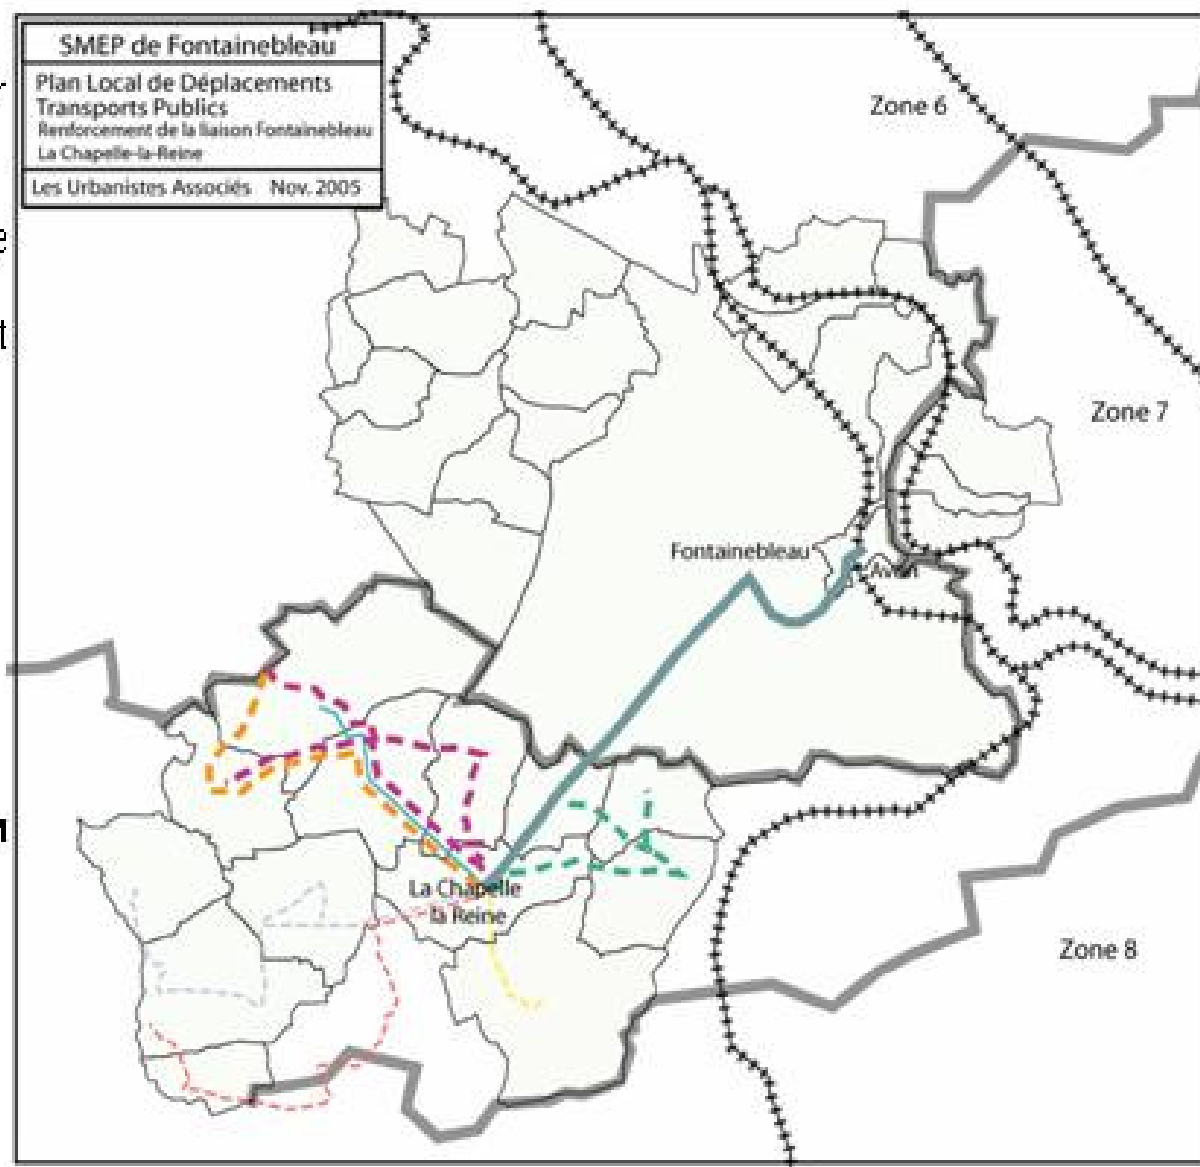 SMEP de Fontainebleau
Plan Local de Déplacements
Transports Publics
Renforcement de la liaison Fontainebleau
La Chapelle-la-Reine
Les Urbanistes Associés Nov. 2005
Zone 6
Zone 7
Fontainebleau
Avon
La Chapelle
la Reine
Zone 8